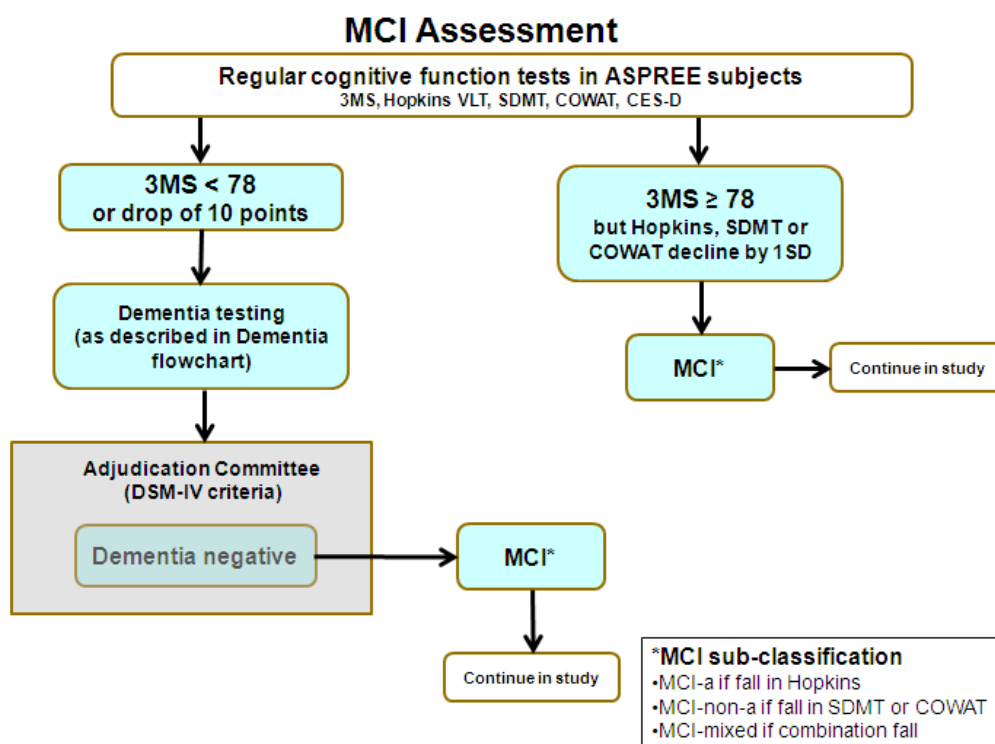 MCI Assessment
Regular cognitive function tests in ASPREE subjects
3MS, Hopkins VLT, SDMT, COWAT, CES-D
3MS < 78
or drop of 10 points
3MS ≥ 78
but Hopkins, SDMT or
COWAT decline by 1SD
Dementia testing
(as described in Dementia
flowchart)
MCI*
Continue in study
Adjudication Committee
(DSM-IV criteria)
Dementia negative
MCI*
Continue in study
*MCI sub-classification
•MCI-a if fall in Hopkins
•MCI-non-a if fall in SDMT or COWAT
•MCI-mixed if combination fall